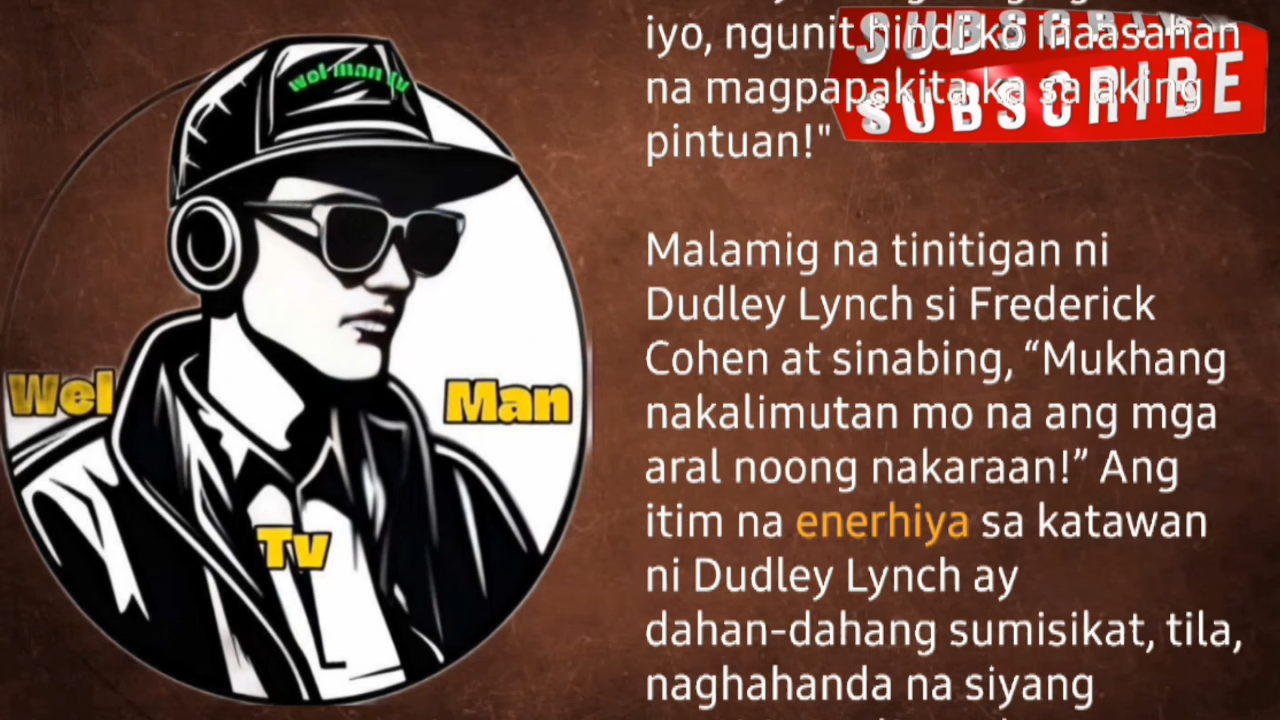 wel man tv
Wel
Man
Tv
SUBSCRIBE
SUBSCRIBE
iyo, ngunit hindi ko inaasahan
na magpapakita ka sa aking
pintuan!"
Malamig na tinitigan ni
Dudley Lynch si Frederick
Cohen at sinabing, “Mukhang
nakalimutan mo na ang mga
aral noong nakaraan!” Ang
itim na enerhiya sa katawan
ni Dudley Lynch ay
dahan-dahang sumisikat, tila,
naghahanda na siyang